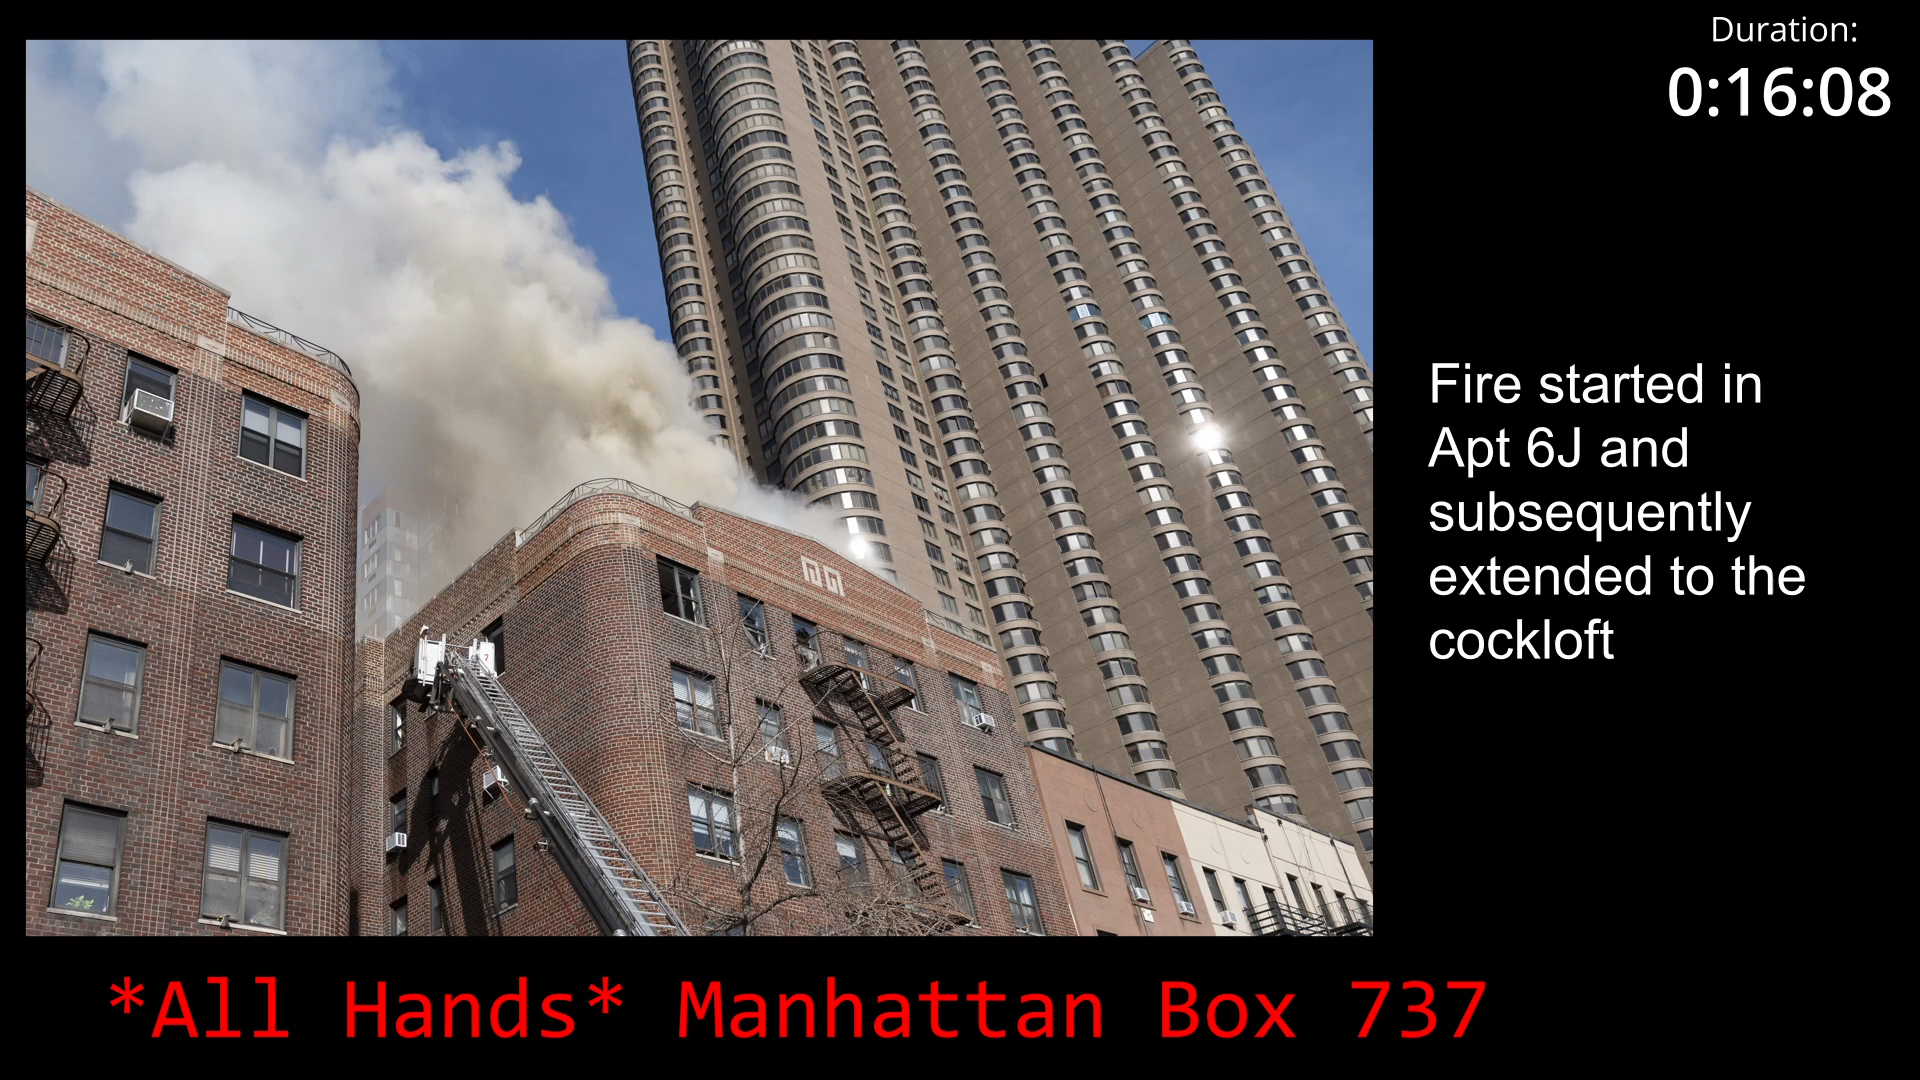 Duration:
0:16:08
Fire started in
Apt 6J and
subsequently
extended to the
cockloft
7
*All Hands* Manhattan Box 737